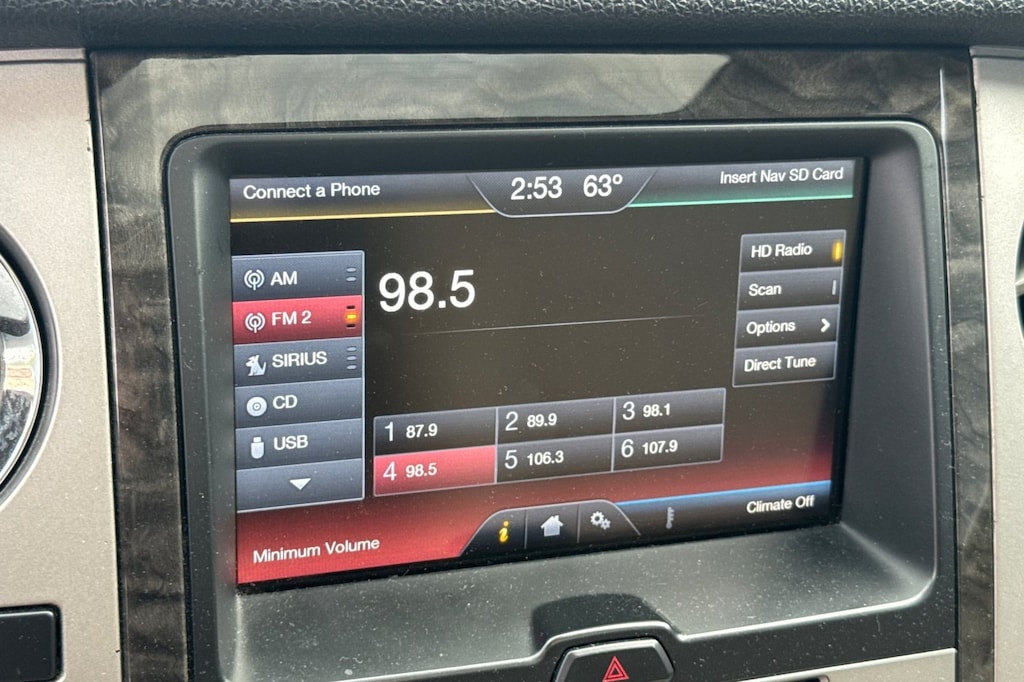 Connect a Phone
2:53 63°
Insert Nav SD Card
AM
FM 2
SIRIUS
CD
USB
98.5
HD Radio
Scan
Options
Direct Tune
1 87.9
2 89.9
3 98.1
4 98.5
5 106.3
6 107.9
Minimum Volume
i
Climate Off